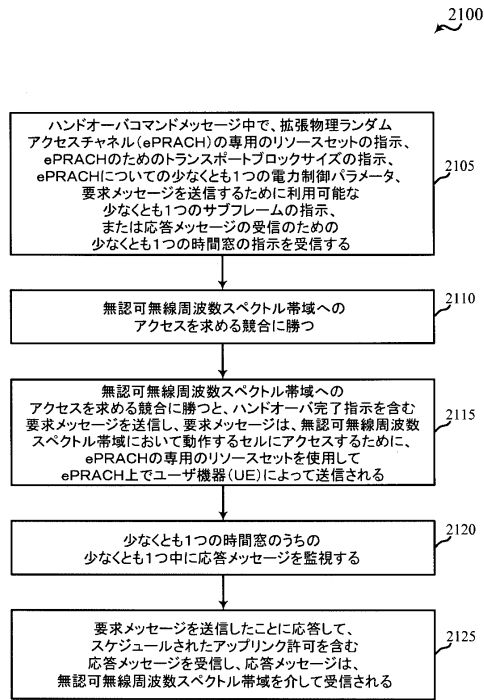 2100
ハンドオーバコマンドメッセージ中で、拡張物理ランダム
アクセスチャネル(ePRACH)の専用のリソースセットの指示、
ePRACHのためのトランスポートブロックサイズの指示、
ePRACHについての少なくとも1つの電力制御パラメータ、
要求メッセージを送信するために利用可能な
少なくとも1つのサブフレームの指示、
または応答メッセージの受信のための
少なくとも1つの時間窓の指示を受信する
2105
無認可無線周波数スペクトル帯域への
アクセスを求める競合に勝つ
2110
無認可無線周波数スペクトル帯域への
アクセスを求める競合に勝つと、ハンドオーバ完了指示を含む
要求メッセージを送信し、要求メッセージは、無認可無線周波数
スペクトル帯域において動作するセルにアクセスするために、
ePRACHの専用のリソースセットを使用して
ePRACH上でユーザ機器(UE)によって送信される
2115
少なくとも1つの時間窓のうちの
少なくとも1つ中に応答メッセージを監視する
2120
要求メッセージを送信したことに応答して、
スケジュールされたアップリンク許可を含む
応答メッセージを受信し、応答メッセージは、
無認可無線周波数スペクトル帯域を介して受信される
2125